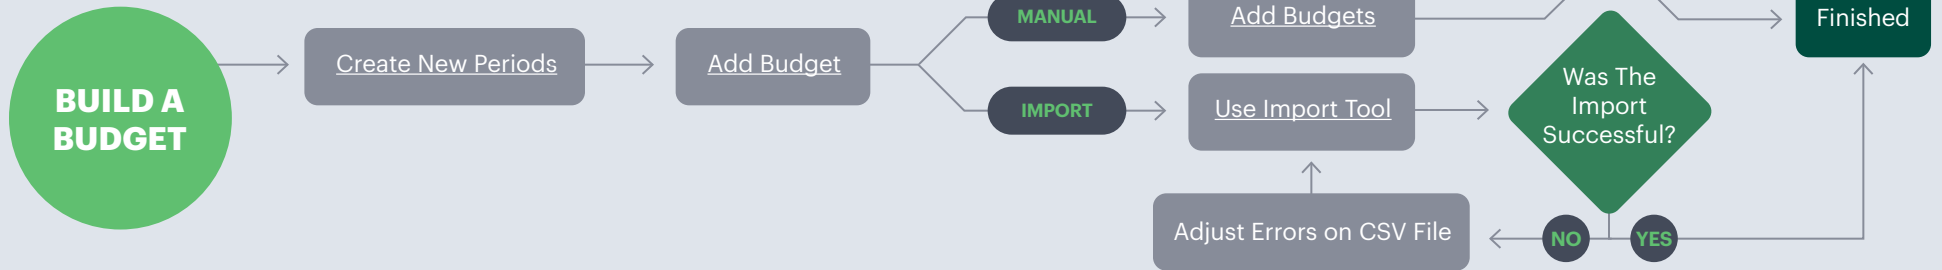 BUILD A
BUDGET
Create New Periods
Add Budget
MANUAL
Add Budgets
IMPORT
Use Import Tool
Was The
Import
Successful?
Finished
Adjust Errors on CSV File
NO
YES